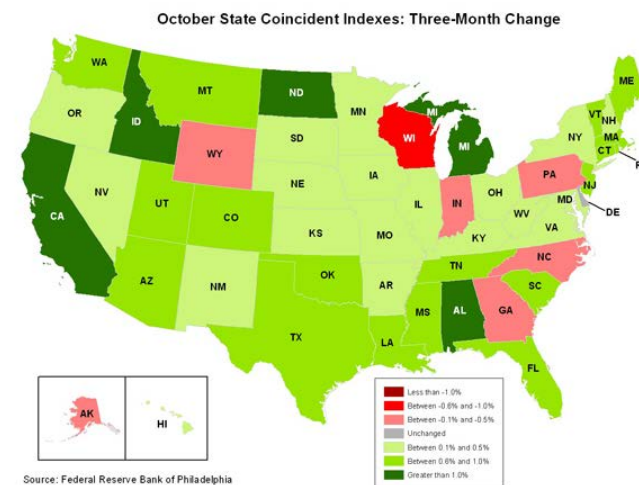 October State Coincident Indexes: Three-Month Change
WA
MT
ND
MN
ME
VT
NH
OR
ID
SD
WI
MI
MI
NY
MA
CT
R
WY
NE
IA
PA
NJ
NV
UT
CO
IL
IN
OH
MD
DE
CA
KS
MO
KY
WV
VA
AZ
NM
OK
AR
TN
NC
SC
TX
LA
MS
AL
GA
FL
AK
HI
Less than -1.0%
Between -0.6% and -1.0%
Between -0.1% and -0.5%
Unchanged
Between 0.1% and 0.5%
Between 0.6% and 1.0%
Greater than 1.0%
Source: Federal Reserve Bank of Philadelphia